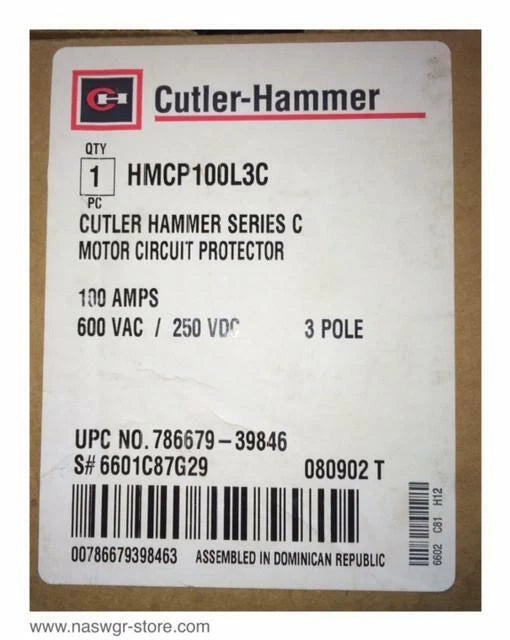 CH Cutler-Hammer
QTY
1 HMCP100L3C
PC
CUTLER HAMMER SERIES C
MOTOR CIRCUIT PROTECTOR
100 AMPS
600 VAC / 250 VDC 3 POLE
UPC NO. 786679-39846
S# 6601C87G29 080902 T
00786679398463 ASSEMBLED IN DOMINICAN REPUBLIC
6602 C81 H12
www.naswgr-store.com